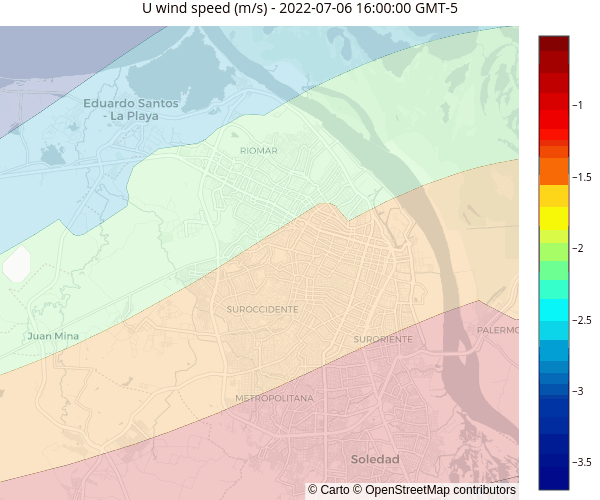 U wind speed (m/s) - 2022-07-06 16:00:00 GMT-5
Eduardo Santos
- La Playa
RIOMAR
SUROCCIDENTE
Juan Mina
SURORIENTE
PALERMO
METROPOLITANA
Soledad
© Carto © OpenStreetMap contributors
−1
−1.5
−2
−2.5
−3
−3.5